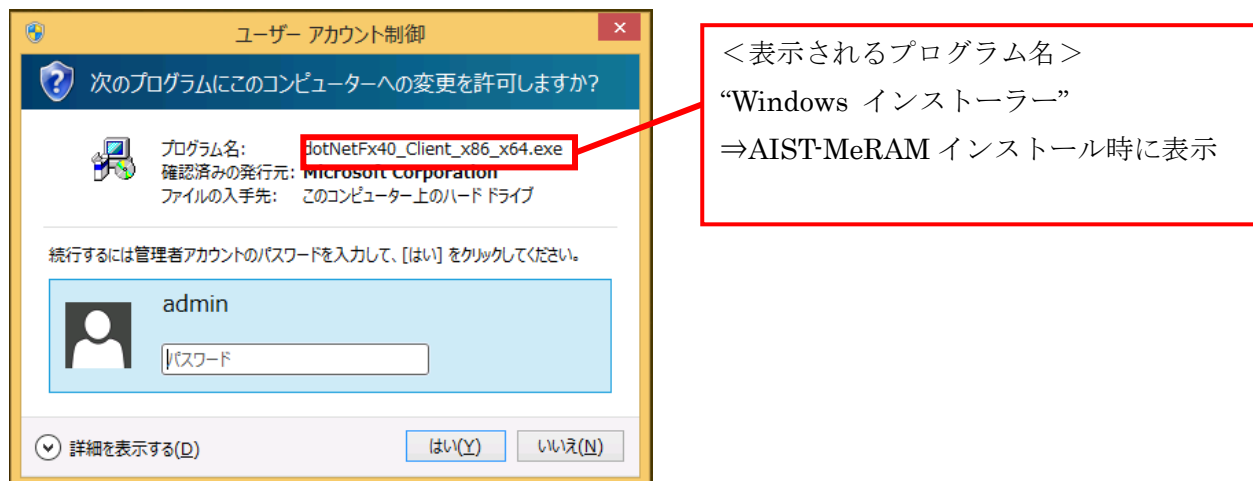 ユーザー アカウント制御
次のプログラムにこのコンピューターへの変更を許可しますか?
プログラム名: dotNetFx40_Client_x86_x64.exe
確認済みの発行元: Microsoft Corporation
ファイルの入手先: このコンピューター上のハード ドライブ
続行するには管理者アカウントのパスワードを入力して、[はい] をクリックしてください。
admin
パスワード
詳細を表示する(D)
はい(Y)
いいえ(N)
＜表示されるプログラム名＞
“Windows インストーラー”
⇒AIST-MeRAM インストール時に表示